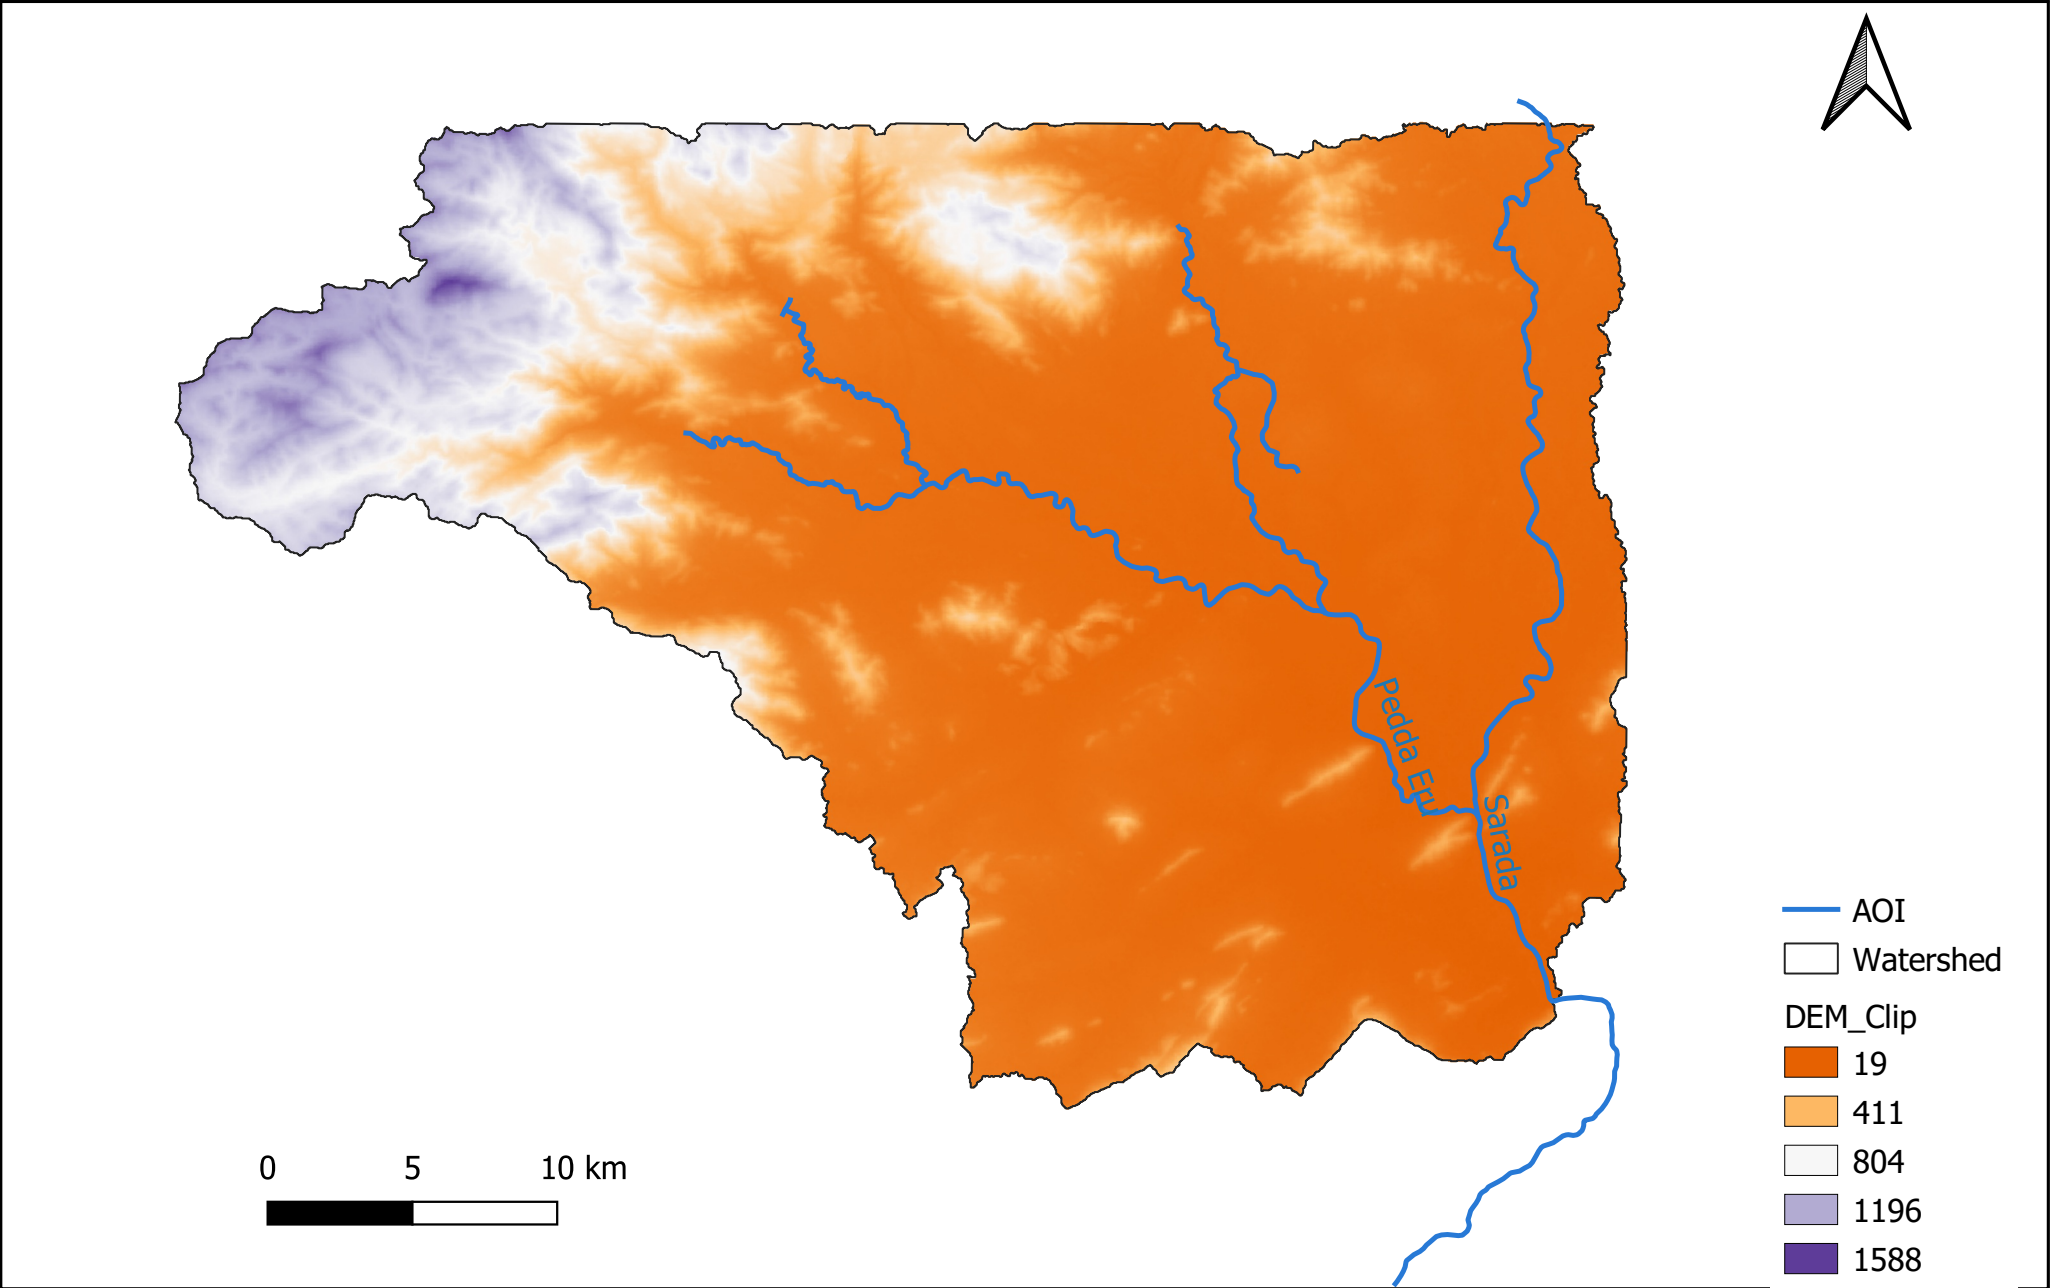 Pedda Eru
Sarada
AOI
Watershed
DEM_Clip
19
411
804
1196
1588
0 5 10 km